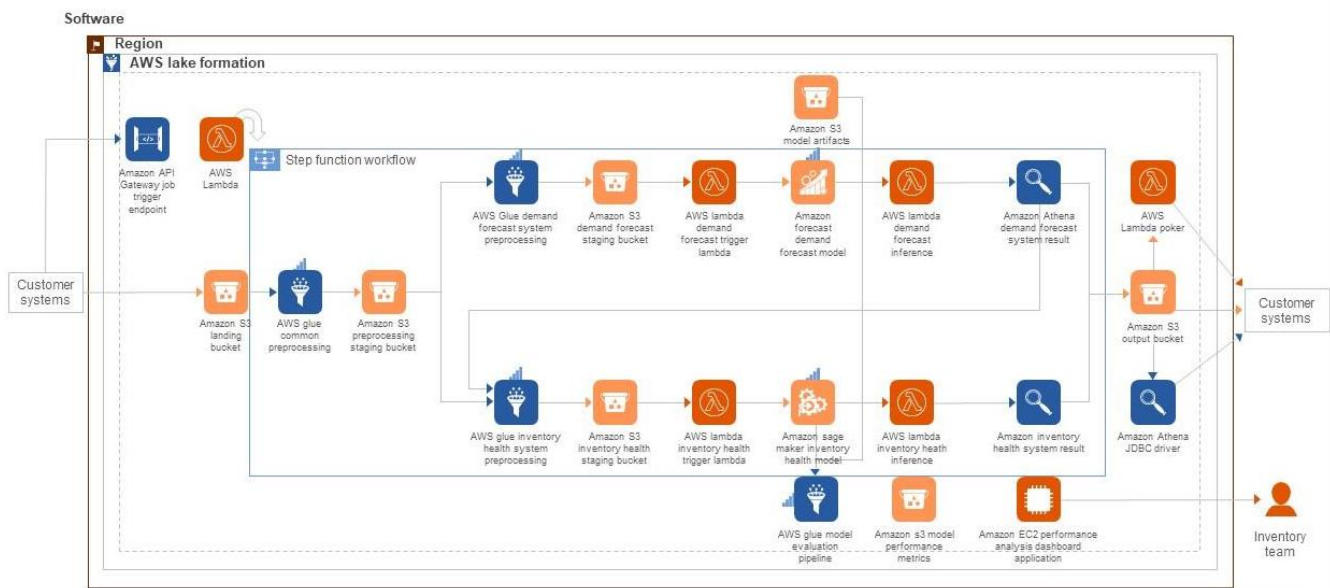 Software
Region
AWS lake formation
Amazon S3
model artifacts
Amazon API
Gateway job
trigger
endpoint
AWS
Lambda
Step function workflow
AWS Glue demand
forecast system
preprocessing
Amazon S3
demand forecast
staging bucket
AWS lambda
demand
forecast trigger
lambda
Amazon
forecast
demand
forecast model
AWS lambda
demand
forecast
inference
Amazon Athena
demand forecast
system result
AWS
Lambda poker
Customer
systems
Amazon S3
landing
bucket
AWS glue
common
preprocessing
Amazon S3
preprocessing
staging bucket
Amazon S3
output bucket
Customer
systems
AWS glue inventory
health system
preprocessing
Amazon S3
inventory health
staging bucket
AWS lambda
inventory health
trigger lambda
Amazon sage
maker inventory
health model
AWS lambda
inventory heath
inference
Amazon inventory
health system result
Amazon Athena
JDBC driver
AWS glue model
evaluation
pipeline
Amazon s3 model
performance
metrics
Amazon EC2 performance
analysis dashboard
application
Inventory
team